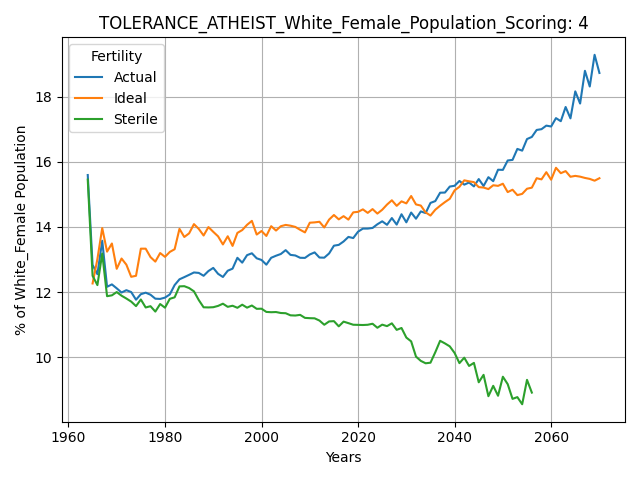 TOLERANCE_ATHEIST_White_Female_Population_Scoring: 4
Fertility
Actual
Ideal
Sterile
% of White_Female Population
18
16
14
12
10
1960 1980 2000 2020 2040 2060
Years